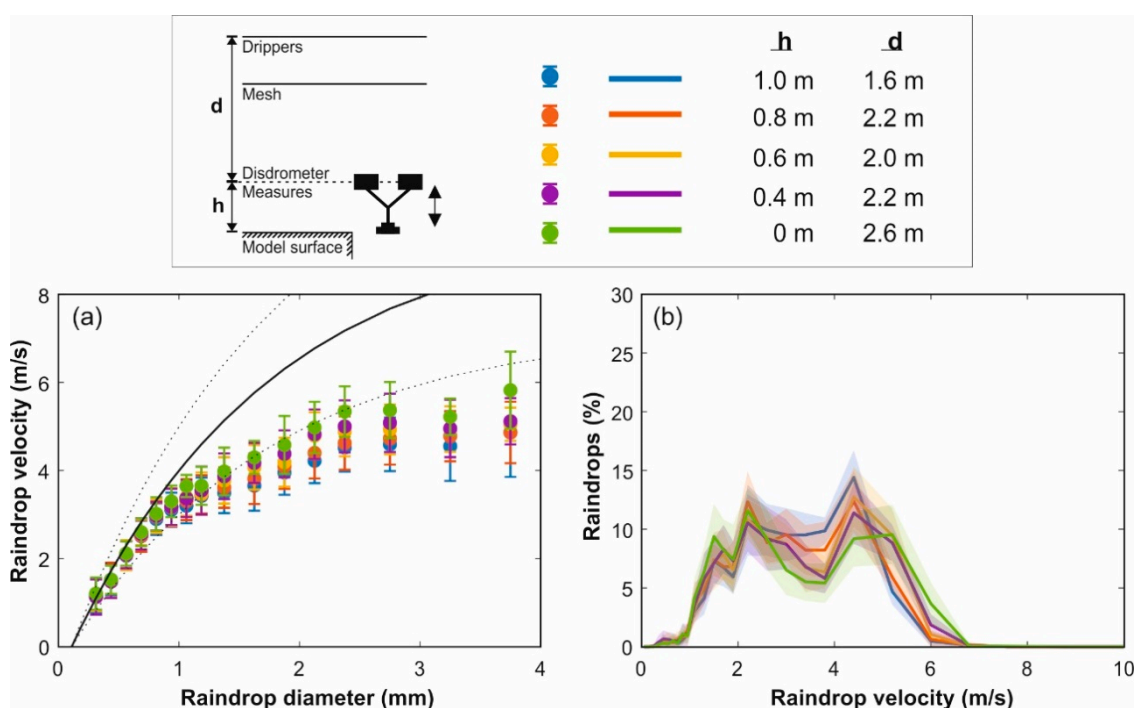 h d
Drippers
Mesh
d
Disdrometer
Measures
h
Model surface
1.0 m 1.6 m
0.8 m 2.2 m
0.6 m 2.0 m
0.4 m 2.2 m
0 m 2.6 m
(a)
Raindrop velocity (m/s)
8
6
4
2
0
0 1 2 3 4
Raindrop diameter (mm)
(b)
Raindrops (%)
30
25
20
15
10
5
0
0 2 4 6 8 10
Raindrop velocity (m/s)